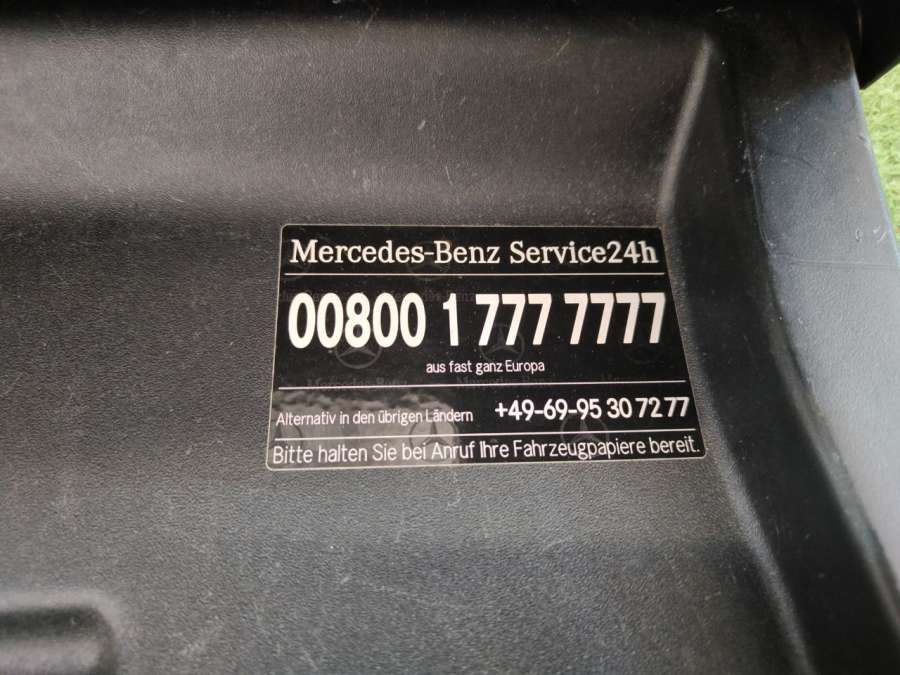 Mercedes-Benz Service24h
00800 1 777 7777
aus fast ganz Europa
Alternativ in den übrigen Ländern +49-69-95 30 72 77
Bitte halten Sie bei Anruf Ihre Fahrzeugpapiere bereit.